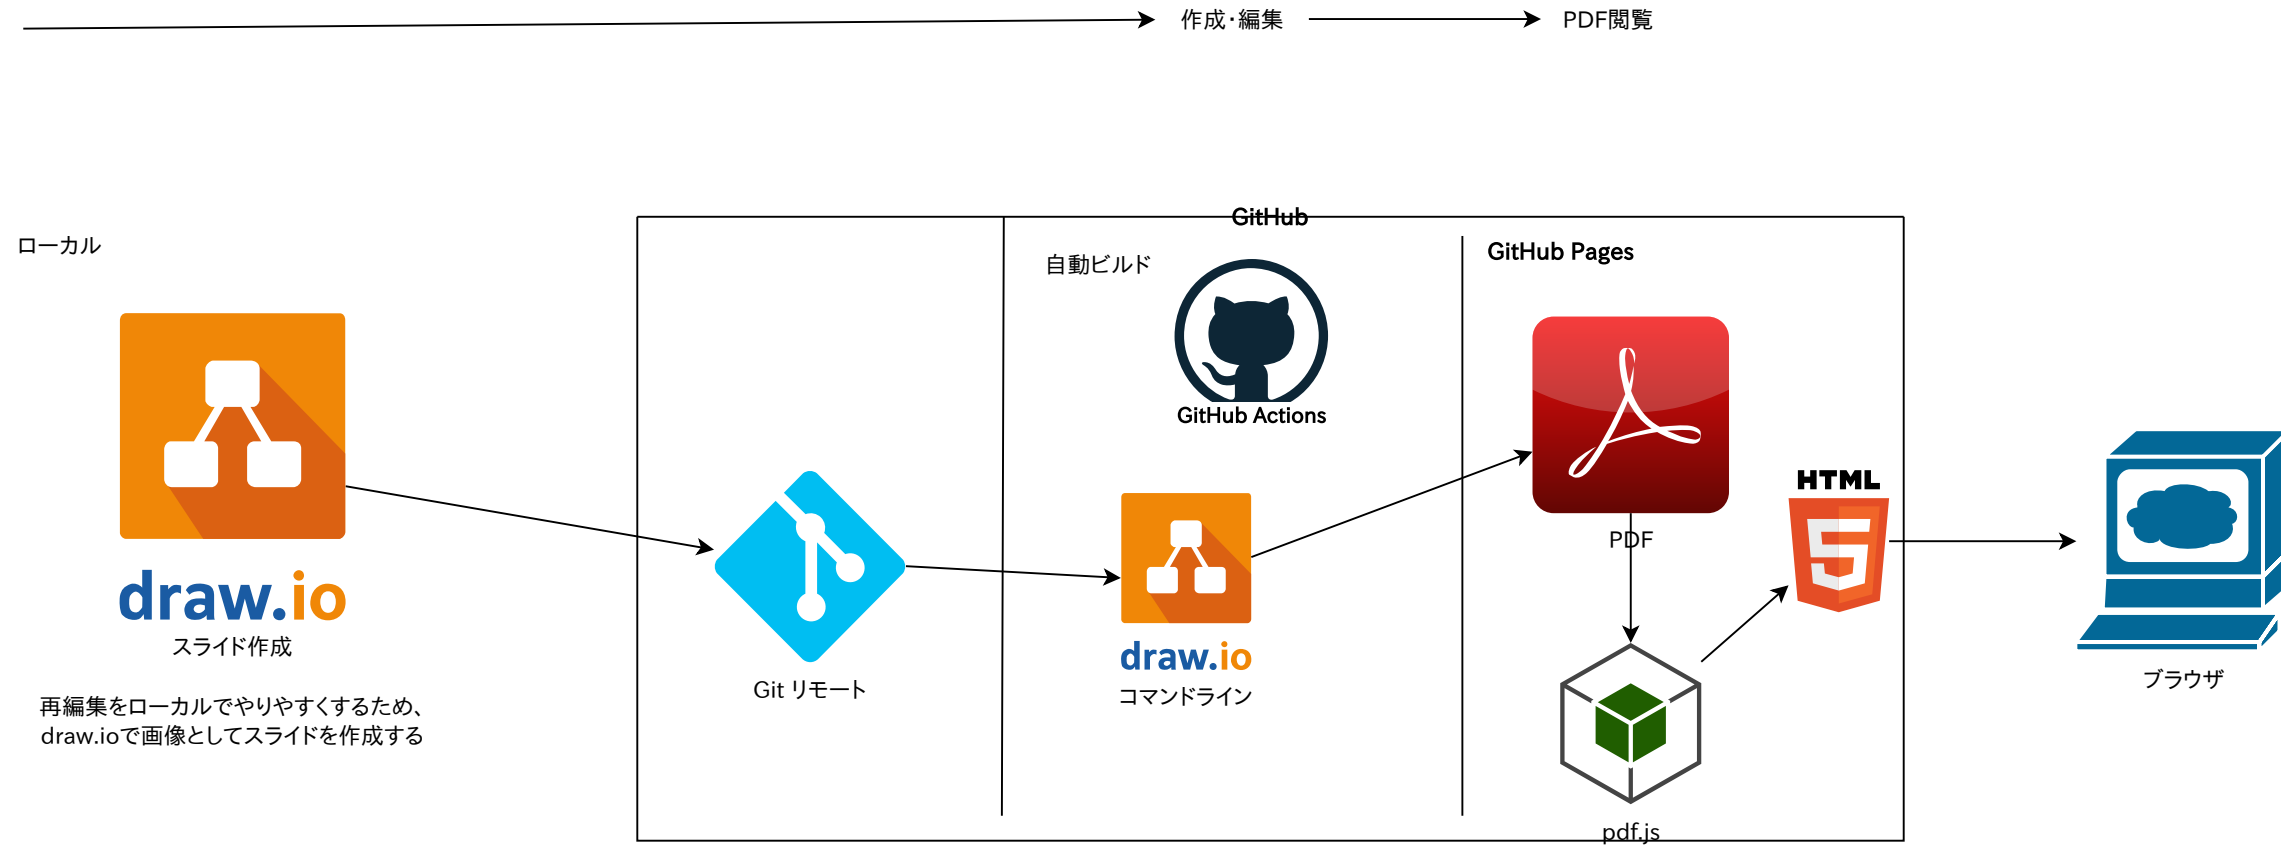 作成・編集
PDF閲覧
GitHub
ローカル
自動ビルド
GitHub Pages
GitHub Actions
HTML
5
PDF
draw.io
スライド作成
draw.io
コマンドライン
Git リモート
ブラウザ
再編集をローカルでやりやすくするため、
draw.ioで画像としてスライドを作成する
pdf.js